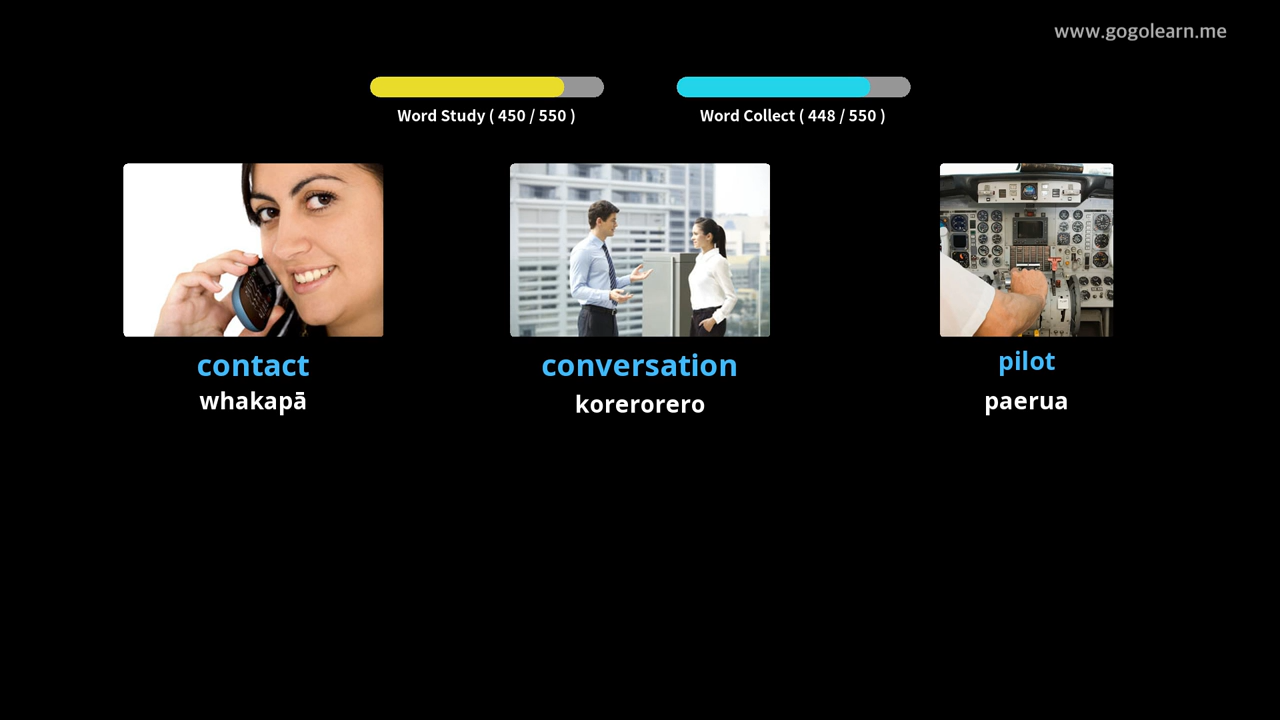 www.gogolearn.me
Word Study ( 450 / 550 )
Word Collect ( 448 / 550 )
contact
conversation
pilot
whakapā
korerorero
paerua